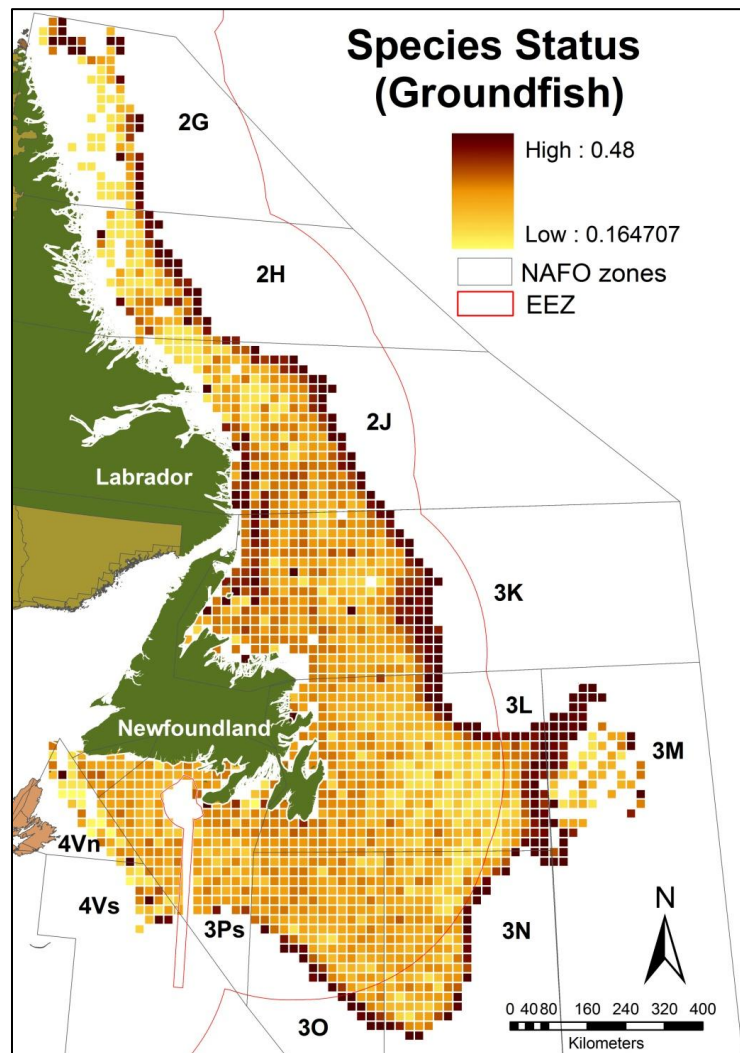 Species Status
(Groundfish)
High : 0.48
Low : 0.164707
NAFO zones
EEZ
2G
2H
2J
Labrador
3K
3L
3M
Newfoundland
4Vn
4Vs
3Ps
3N
3O
N
0 40 80 160 240 320 400
Kilometers